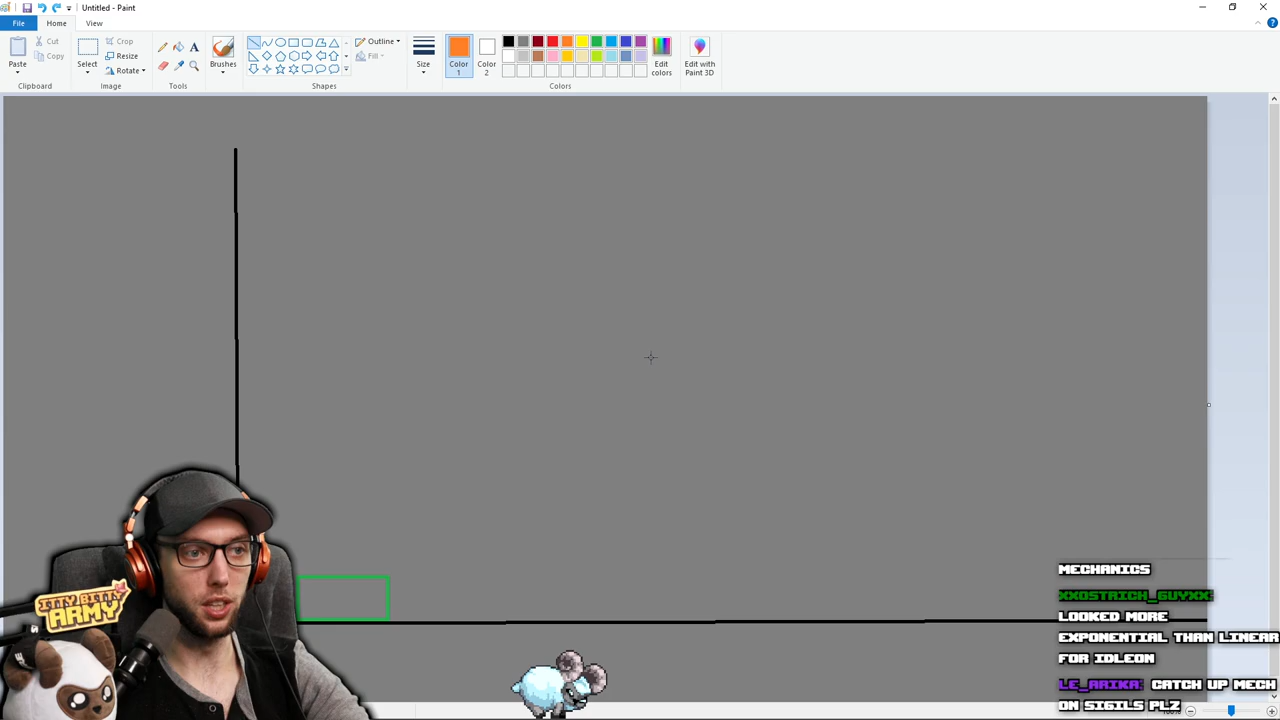 Untitled - Paint
File Home View
Cut
Copy
Paste
Clipboard
Crop
Resize
Rotate
Select
Image
Tools
Brushes
Outline
Fill
Shapes
Size
Color 1
Color 2
Edit colors
Edit with Paint 3D
Colors
ITTY BITTY
ARMY
MECHANICS
XXOSTRICH_GUYXX:
LOOKED MORE
EXPONENTIAL THAN LINEAR
FOR IDLEON
LE_ARIKA: CATCH UP MECH
ON SIGILS PLZ
100%